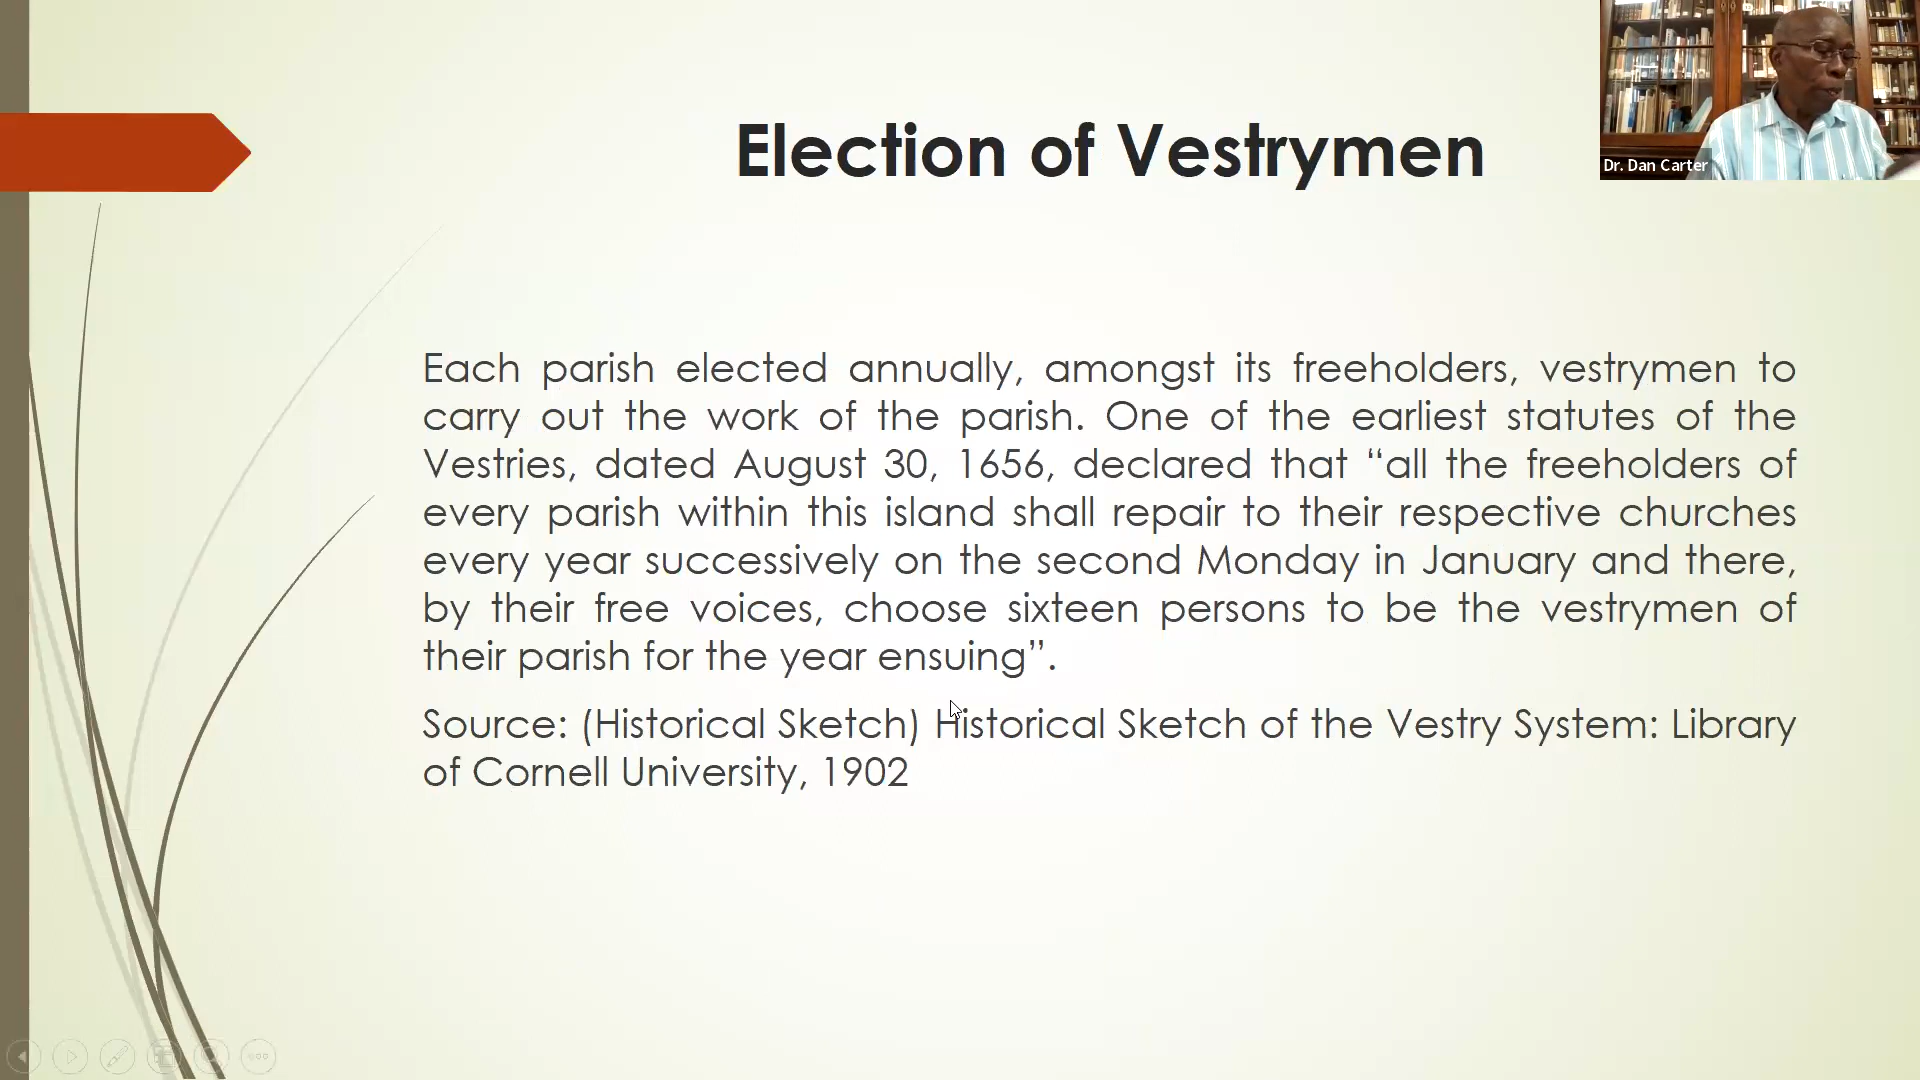 Election of Vestrymen
Dr. Dan Carter
Each parish elected annually, amongst its freeholders, vestrymen to
carry out the work of the parish. One of the earliest statutes of the
Vestries, dated August 30, 1656, declared that “all the freeholders of
every parish within this island shall repair to their respective churches
every year successively on the second Monday in January and there,
by their free voices, choose sixteen persons to be the vestrymen of
their parish for the year ensuing”.
Source: (Historical Sketch) Historical Sketch of the Vestry System: Library
of Cornell University, 1902